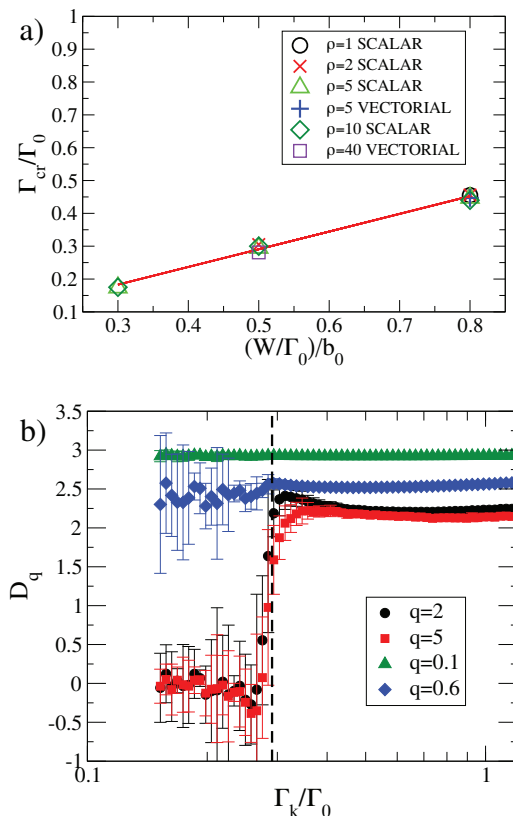 a)
1
0.9
0.8
0.7
0.6
0.5
0.4
0.3
0.2
0.1
Γcr/Γ0
ρ=1 SCALAR
ρ=2 SCALAR
ρ=5 SCALAR
ρ=5 VECTORIAL
ρ=10 SCALAR
ρ=40 VECTORIAL
0.3 0.4 0.5 0.6 0.7 0.8
(W/Γ0)/b0
b)
3.5
3
2.5
2
1.5
1
0.5
0
-0.5
-1
Dq
q=2
q=5
q=0.1
q=0.6
0.1 1
Γk/Γ0